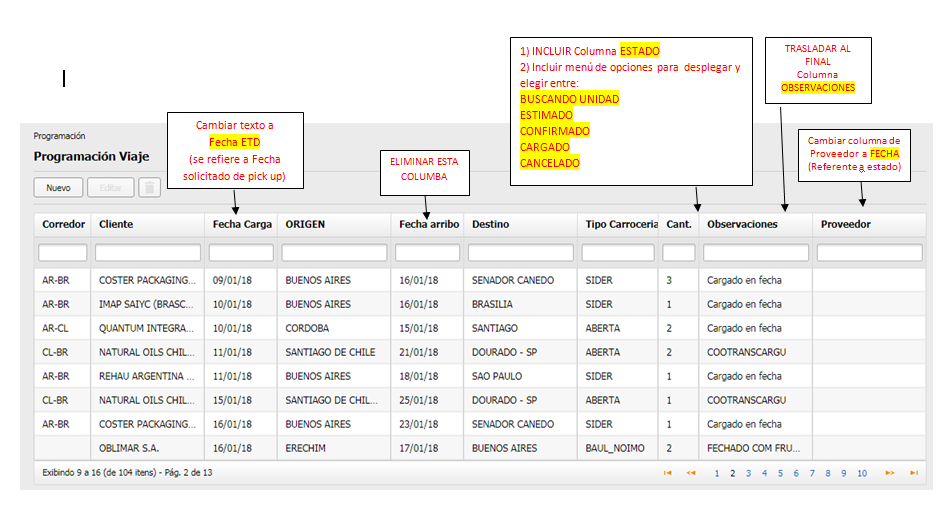 1) INCLUIR Columna ESTADO
2) Incluir menú de opciones para desplegar y
elegir entre:
BUSCANDO UNIDAD
ESTIMADO
CONFIRMADO
CARGADO
CANCELADO
TRASLADAR AL
FINAL
Columna
OBSERVACIONES
Cambiar texto a
Fecha ETD
(se refiere a Fecha
solicitado de pick up)
ELIMINAR ESTA
COLUMBA
Cambiar columna de
Proveedor a FECHA
(Referente a estado)
Programación
Programación Viaje
Nuevo Editar
Corredor Cliente Fecha Carga ORIGEN Fecha arribo Destino Tipo Carroceria Cant. Observaciones Proveedor
AR-BR COSTER PACKAGING... 09/01/18 BUENOS AIRES 16/01/18 SENADOR CANEDO SIDER 3 Cargado en fecha
AR-BR IMAP SAIYC (BRASC... 10/01/18 BUENOS AIRES 16/01/18 BRASILIA SIDER 1 Cargado en fecha
AR-CL QUANTUM INTEGRA... 10/01/18 CORDOBA 15/01/18 SANTIAGO ABERTA 2 Cargado en fecha
CL-BR NATURAL OILS CHIL... 11/01/18 SANTIAGO DE CHILE 21/01/18 DOURADO - SP ABERTA 2 COOTRANSCARGU
AR-BR REHAU ARGENTINA ... 11/01/18 BUENOS AIRES 18/01/18 SAO PAULO SIDER 1 Cargado en fecha
CL-BR NATURAL OILS CHIL... 15/01/18 SANTIAGO DE CHIL... 25/01/18 DOURADO - SP ABERTA 1 COOTRANSCARGU
AR-BR COSTER PACKAGING... 16/01/18 BUENOS AIRES 23/01/18 SENADOR CANEDO SIDER 1 Cargado en fecha
OBLIMAR S.A. 16/01/18 ERECHIM 17/01/18 BUENOS AIRES BAUL_NOIMO 2 FECHADO COM FRU...
Exibindo 9 a 16 (de 104 itens) - Pág. 2 de 13 1 2 3 4 5 6 7 8 9 10